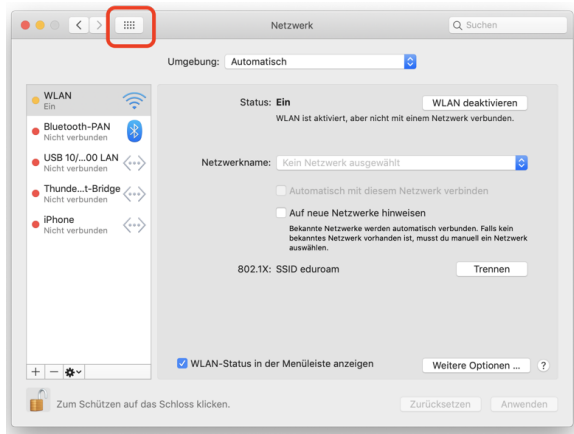 Netzwerk
Suchen
Umgebung: Automatisch
WLAN
Ein
Bluetooth-PAN
Nicht verbunden
USB 10/...00 LAN
Nicht verbunden
Thunde...t-Bridge
Nicht verbunden
iPhone
Nicht verbunden
Status: Ein
WLAN deaktivieren
WLAN ist aktiviert, aber nicht mit einem Netzwerk verbunden.
Netzwerkname: Kein Netzwerk ausgewählt
Automatisch mit diesem Netzwerk verbinden
Auf neue Netzwerke hinweisen
Bekannte Netzwerke werden automatisch verbunden. Falls kein
bekanntes Netzwerk vorhanden ist, musst du manuell ein Netzwerk
auswählen.
802.1X: SSID eduroam
Trennen
WLAN-Status in der Menüleiste anzeigen
Weitere Optionen ... ?
Zum Schützen auf das Schloss klicken.
Zurücksetzen
Anwenden